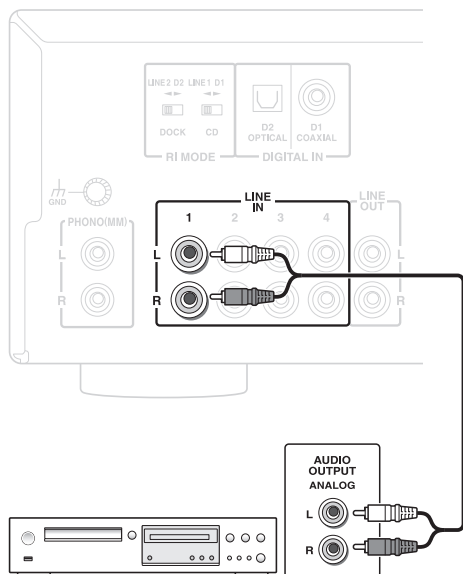 LINE2 D2 LINE1 D1
DOCK CD
RI MODE
D2 OPTICAL
D1 COAXIAL
DIGITAL IN
GND
PHONO(MM)
L
R
LINE IN
1 2 3 4
L
R
LINE OUT
L
R
AUDIO OUTPUT
ANALOG
L
R